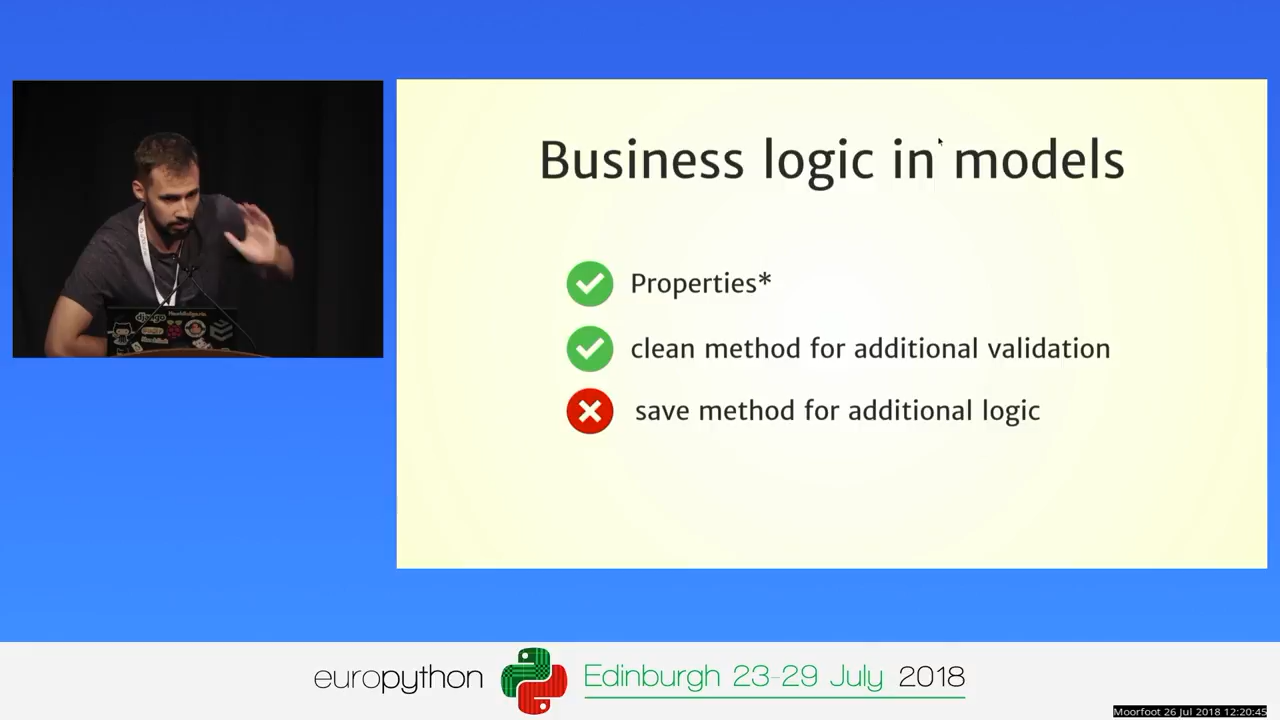 Business logic in models
Properties*
clean method for additional validation
save method for additional logic
django
europython
Edinburgh 23-29 July 2018
Moorfoot 26 Jul 2018 12:20:45